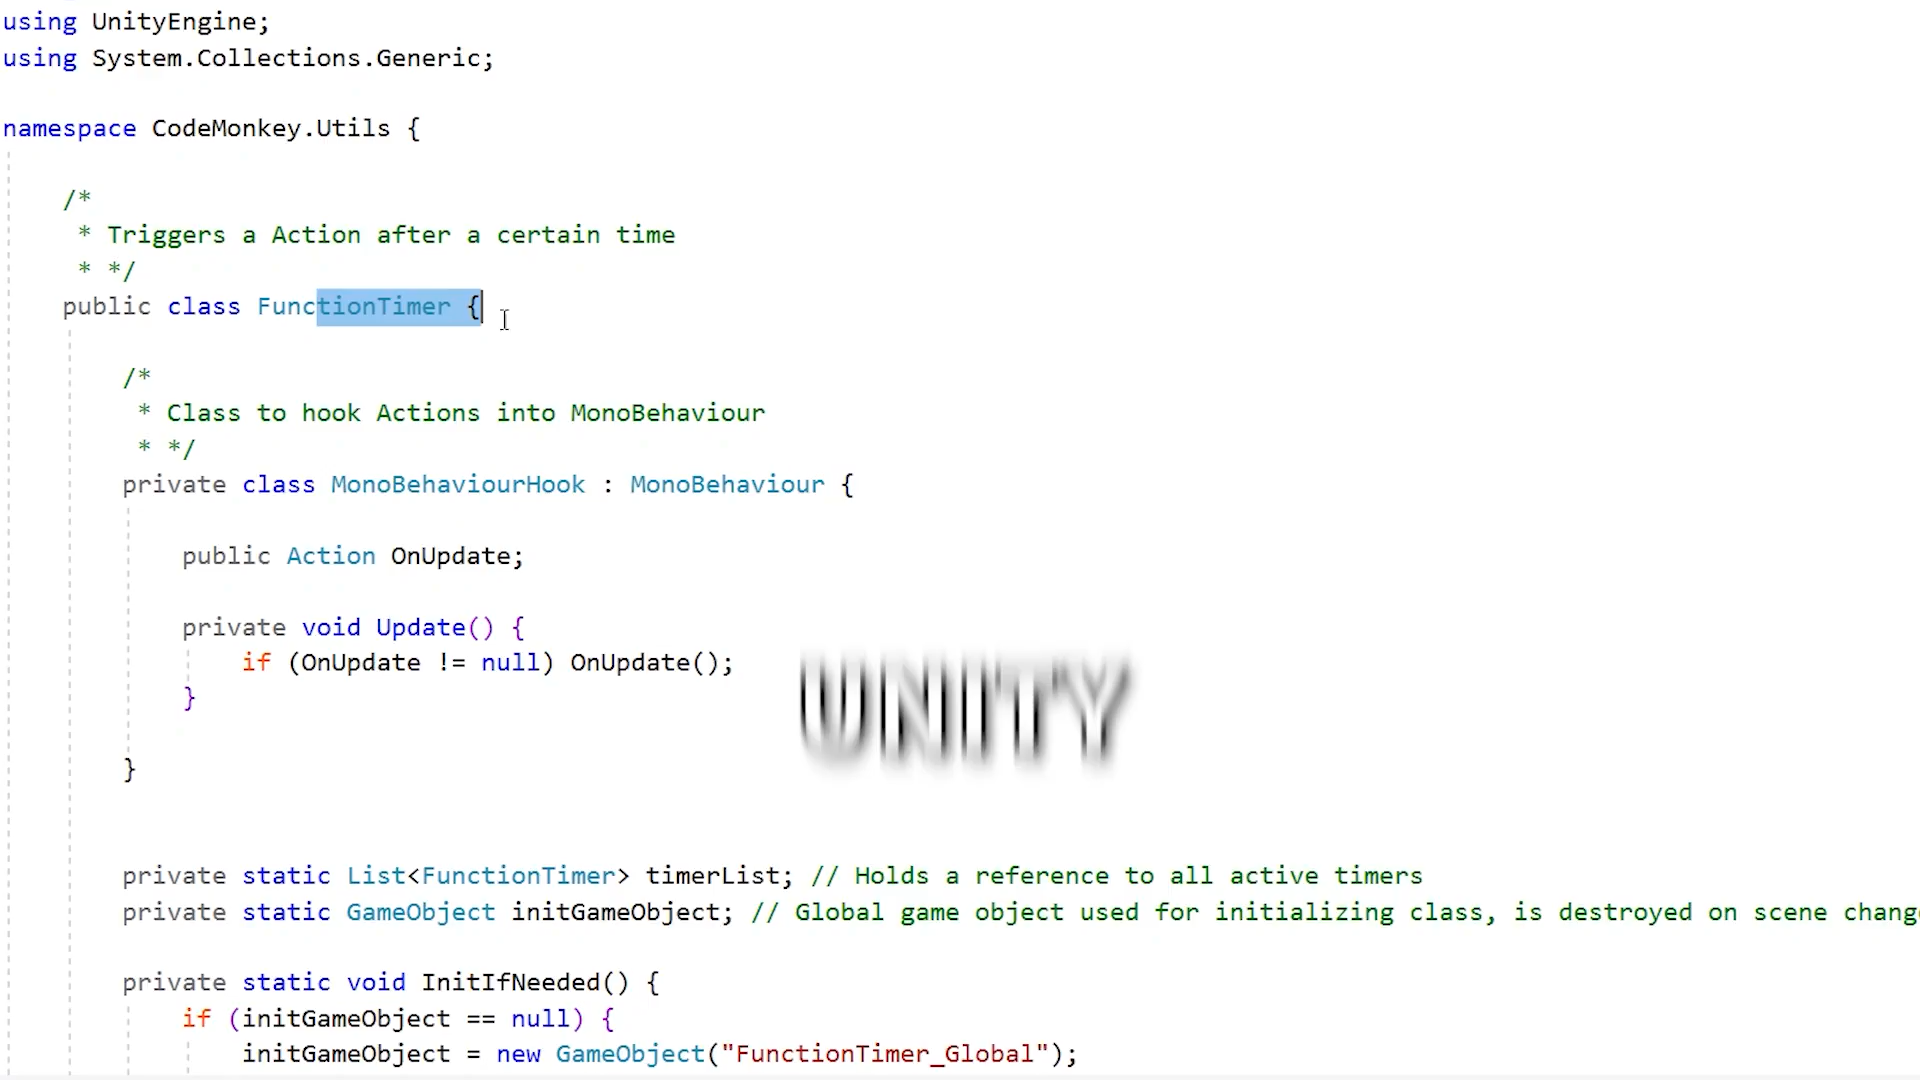 using UnityEngine;
using System.Collections.Generic;
namespace CodeMonkey.Utils {
/*
* Triggers a Action after a certain time
* */
public class FunctionTimer {
/*
* Class to hook Actions into MonoBehaviour
* */
private class MonoBehaviourHook : MonoBehaviour {
public Action OnUpdate;
private void Update() {
if (OnUpdate != null) OnUpdate();
}
UNITY
}
private static List<FunctionTimer> timerList; // Holds a reference to all active timers
private static GameObject initGameObject; // Global game object used for initializing class, is destroyed on scene chang
private static void InitIfNeeded() {
if (initGameObject == null) {
initGameObject = new GameObject("FunctionTimer_Global");